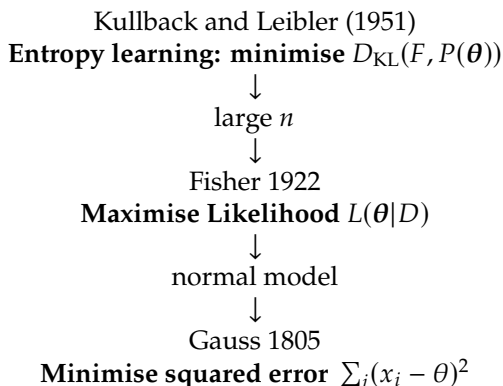 Kullback and Leibler (1951)
Entropy learning: minimise D_KL(F, P(θ))
↓
large n
↓
Fisher 1922
Maximise Likelihood L(θ|D)
↓
normal model
↓
Gauss 1805
Minimise squared error ∑_i(x_i − θ)^2